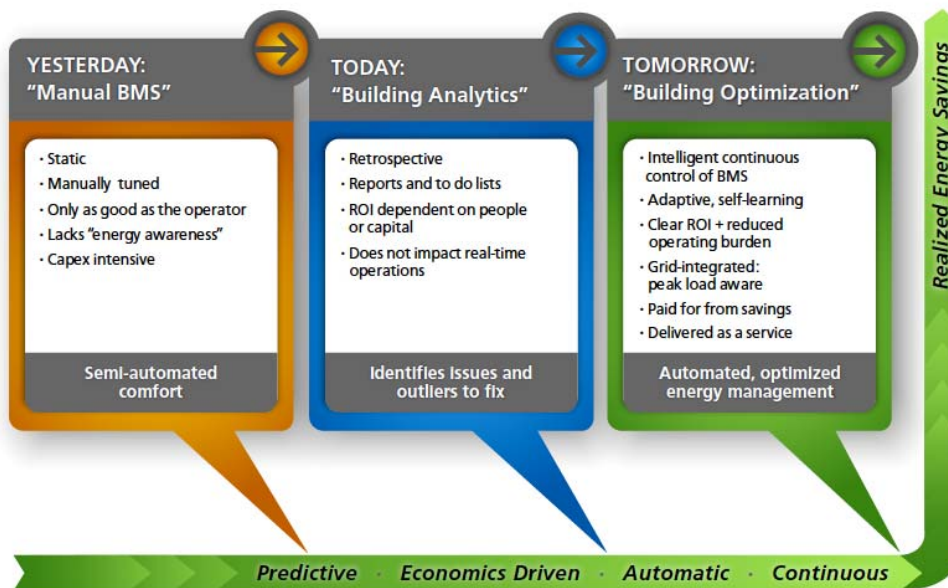 YESTERDAY:
“Manual BMS”
· Static
· Manually tuned
· Only as good as the operator
· Lacks “energy awareness”
· Capex intensive
Semi-automated
comfort
TODAY:
“Building Analytics”
· Retrospective
· Reports and to do lists
· ROI dependent on people
or capital
· Does not impact real-time
operations
Identifies issues and
outliers to fix
TOMORROW:
“Building Optimization”
· Intelligent continuous
control of BMS
· Adaptive, self-learning
· Clear ROI + reduced
operating burden
· Grid-integrated:
peak load aware
· Paid for from savings
· Delivered as a service
Automated, optimized
energy management
Realized Energy Savings
Predictive · Economics Driven · Automatic · Continuous